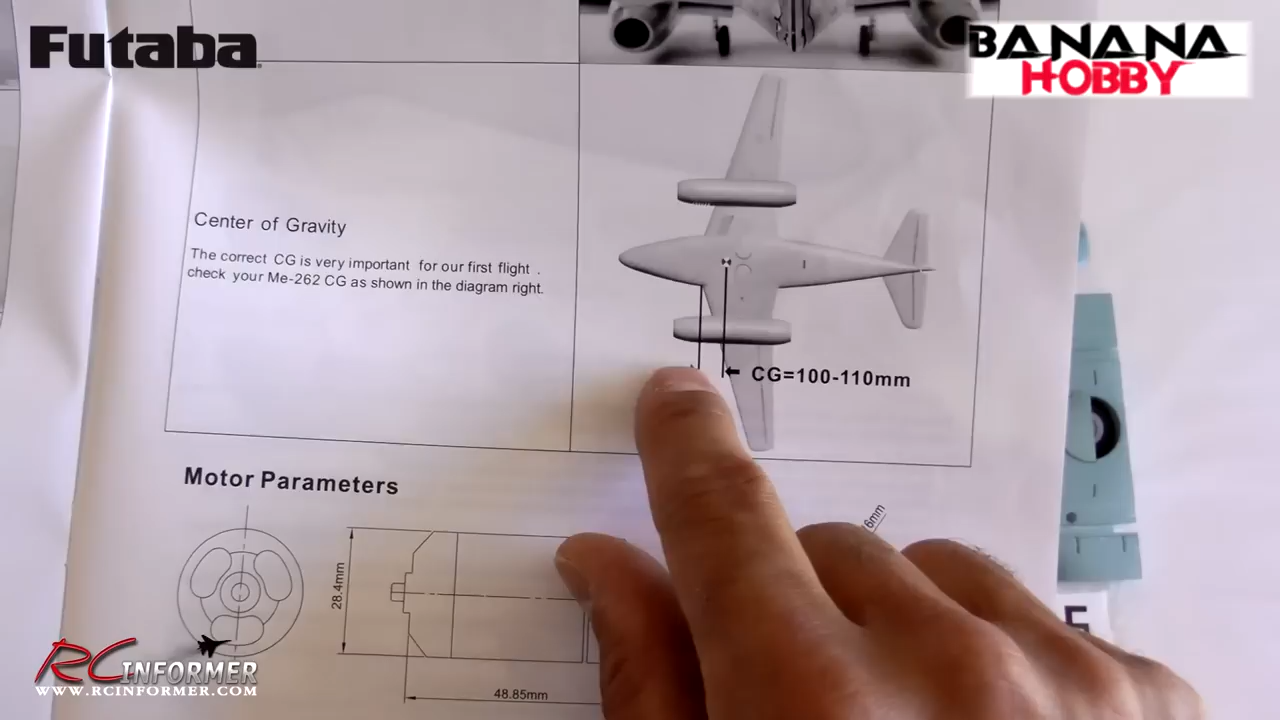 Futaba
BANANA
HOBBY
Center of Gravity
The correct CG is very important for our first flight .
check your Me-262 CG as shown in the diagram right.
CG=100-110mm
Motor Parameters
6mm
28.4mm
48.85mm
RCINFORMER
WWW.RCINFORMER.COM